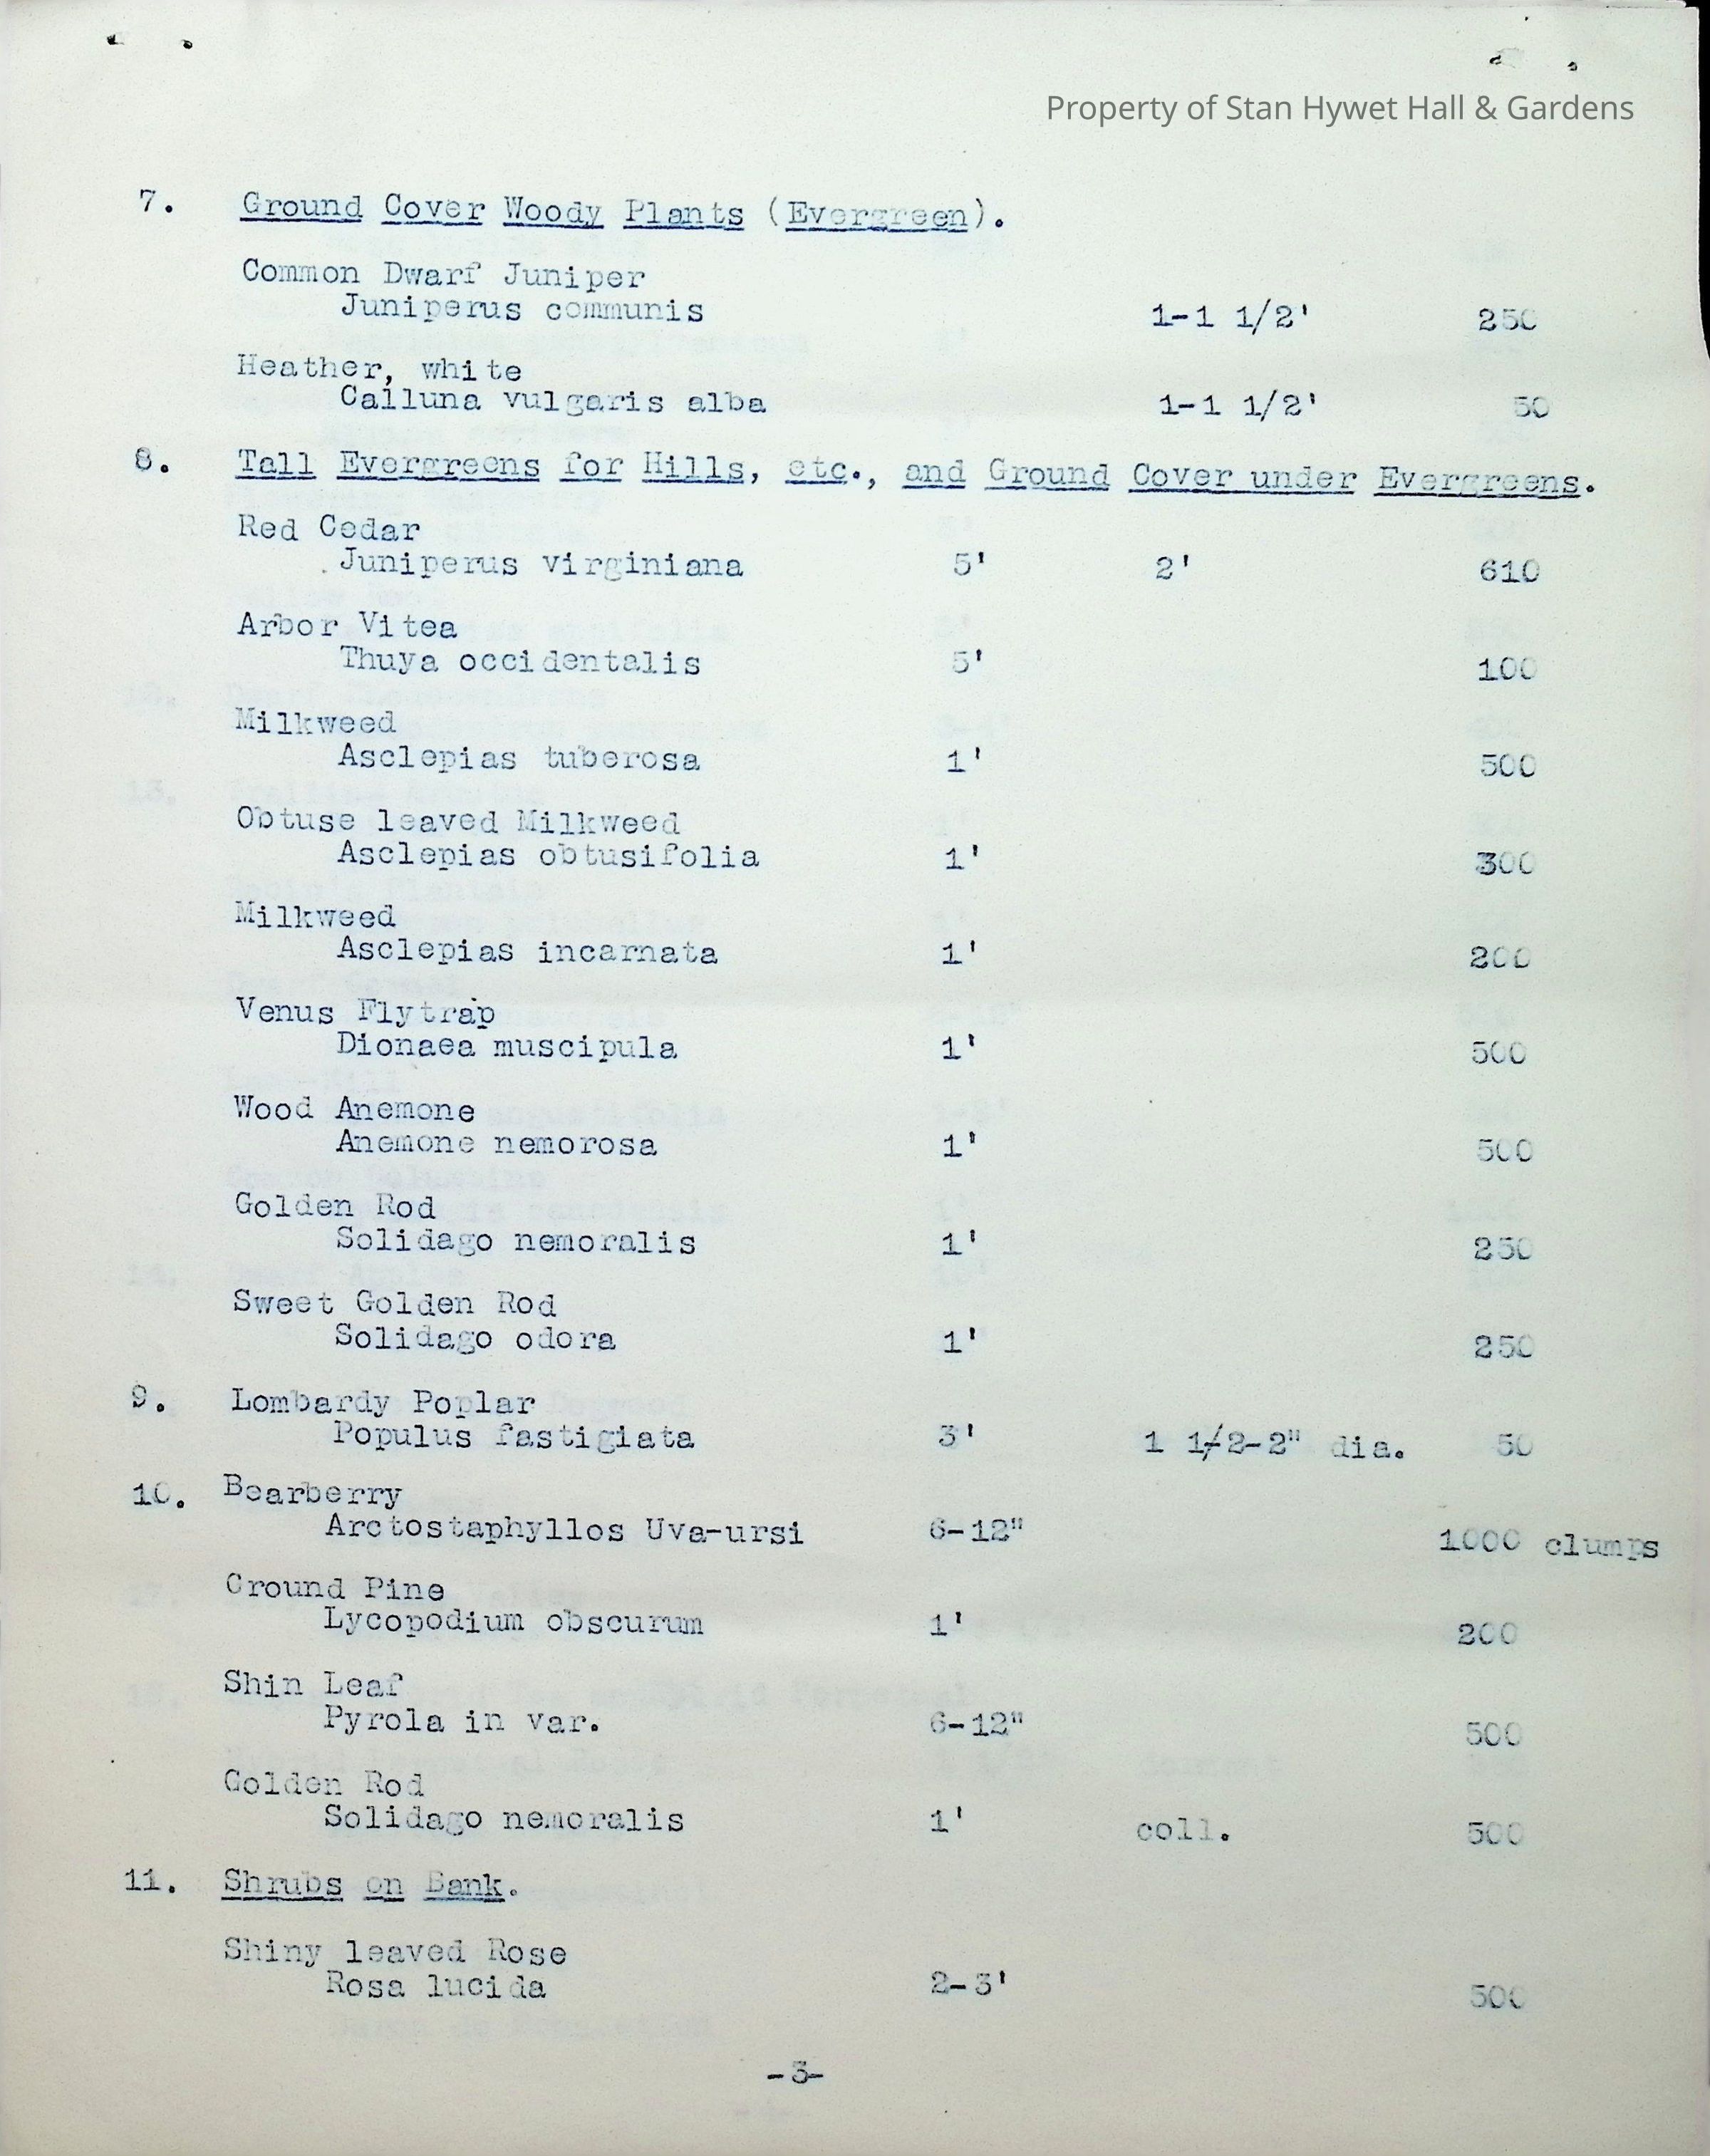 Property of Stan Hywet Hall & Gardens
7. Ground Cover Woody Plants (Evergreen).
Common Dwarf Juniper
Juniperus communis 1-1 1/2' 250
Heather, white
Calluna vulgaris alba 1-1 1/2' 50
8. Tall Evergreens for Hills, etc., and Ground Cover under Evergreens.
Red Cedar
Juniperus virginiana 5' 2' 610
Arbor Vitea
Thuya occidentalis 5' 100
Milkweed
Asclepias tuberosa 1' 500
Obtuse leaved Milkweed
Asclepias obtusifolia 1' 300
Milkweed
Asclepias incarnata 1' 200
Venus Flytrap
Dionaea muscipula 1' 500
Wood Anemone
Anemone nemorosa 1' 500
Golden Rod
Solidago nemoralis 1' 250
Sweet Golden Rod
Solidago odora 1' 250
9. Lombardy Poplar
Populus fastigiata 3' 1 1/2-2" dia. 50
10. Bearberry
Arctostaphyllos Uva-ursi 6-12" 1000 clumps
Ground Pine
Lycopodium obscurum 1' 200
Shin Leaf
Pyrola in var. 6-12" 500
Golden Rod
Solidago nemoralis 1' coll. 500
11. Shrubs on Bank.
Shiny leaved Rose
Rosa lucida 2-3' 500
-3-